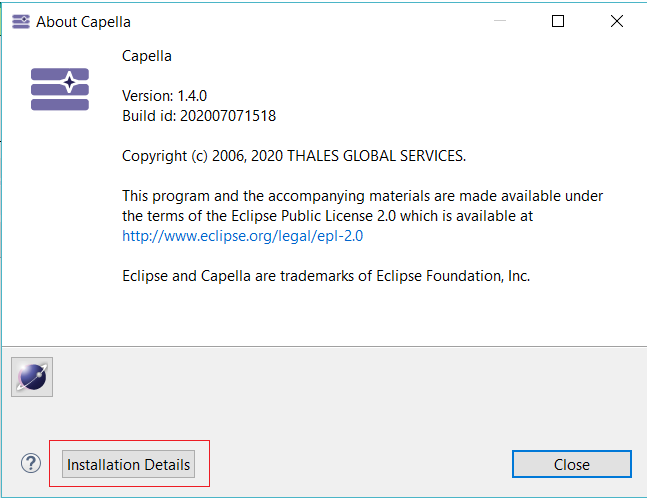 About Capella
Capella
Version: 1.4.0
Build id: 202007071518
Copyright (c) 2006, 2020 THALES GLOBAL SERVICES.
This program and the accompanying materials are made available under
the terms of the Eclipse Public License 2.0 which is available at
http://www.eclipse.org/legal/epl-2.0
Eclipse and Capella are trademarks of Eclipse Foundation, Inc.
?
Installation Details
Close